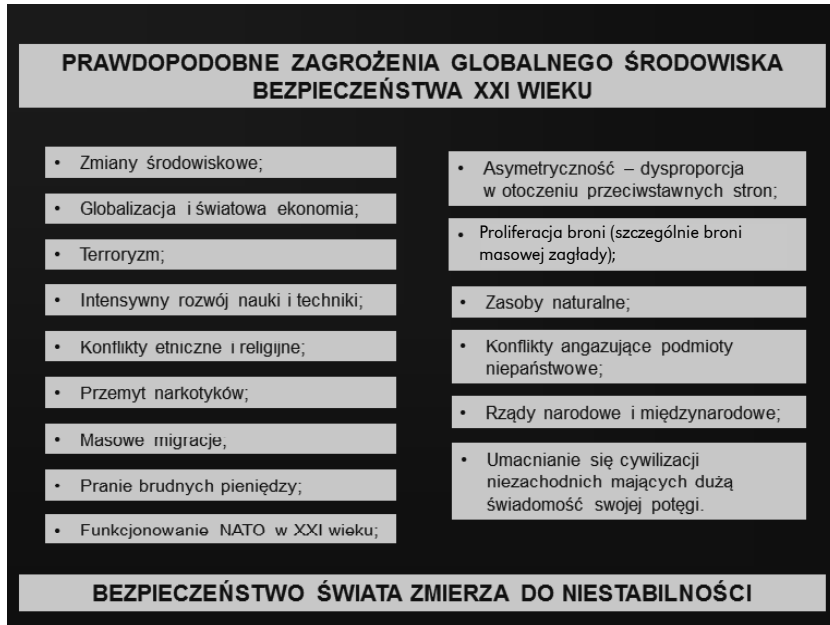 PRAWDOPODOBNE ZAGROŻENIA GLOBALNEGO ŚRODOWISKA
BEZPIECZEŃSTWA XXI WIEKU
• Zmiany środowiskowe;
• Globalizacja i światowa ekonomia;
• Terroryzm;
• Intensywny rozwój nauki i techniki;
• Konflikty etniczne i religijne;
• Przemyt narkotyków;
• Masowe migracje;
• Pranie brudnych pieniędzy;
• Funkcjonowanie NATO w XXI wieku;
• Asymetryczność – dysproporcja
w otoczeniu przeciwstawnych stron;
• Proliferacja broni (szczególnie broni
masowej zagłady);
• Zasoby naturalne;
• Konflikty angazujące podmioty
niepaństwowe;
• Rządy narodowe i międzynarodowe;
• Umacnianie się cywilizacji
niezachodnich mających dużą
świadomość swojej potęgi.
BEZPIECZEŃSTWO ŚWIATA ZMIERZA DO NIESTABILNOŚCI